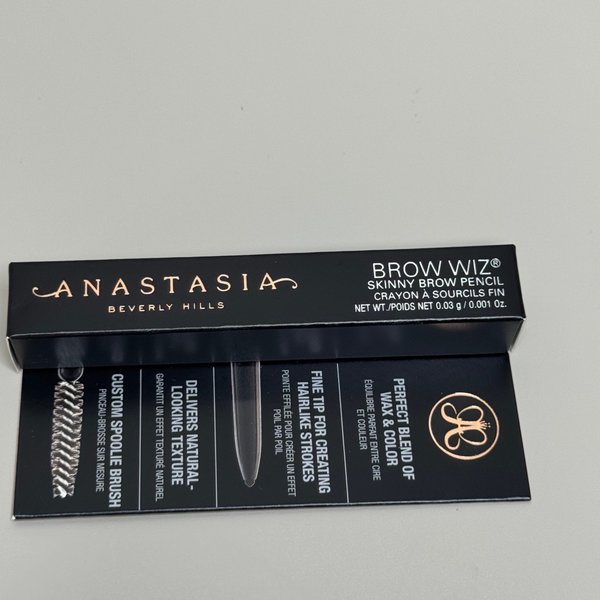 ANASTASIA
BEVERLY HILLS
BROW WIZ®
SKINNY BROW PENCIL
CRAYON À SOURCILS FIN
NET WT./POIDS NET 0.03 g / 0.001 Oz.
PERFECT BLEND OF
WAX & COLOR
ÉQUILIBRE PARFAIT ENTRE CIRE
ET COULEUR
FINE TIP FOR CREATING
HAIRLIKE STROKES
POINTE EFFILÉE POUR CRÉER UN EFFET
POIL PAR POIL
DELIVERS NATURAL-
LOOKING TEXTURE
GARANTIT UN EFFET TEXTURÉ NATUREL
CUSTOM SPOOLIE BRUSH
PINCEAU-BROSSE SUR MESURE